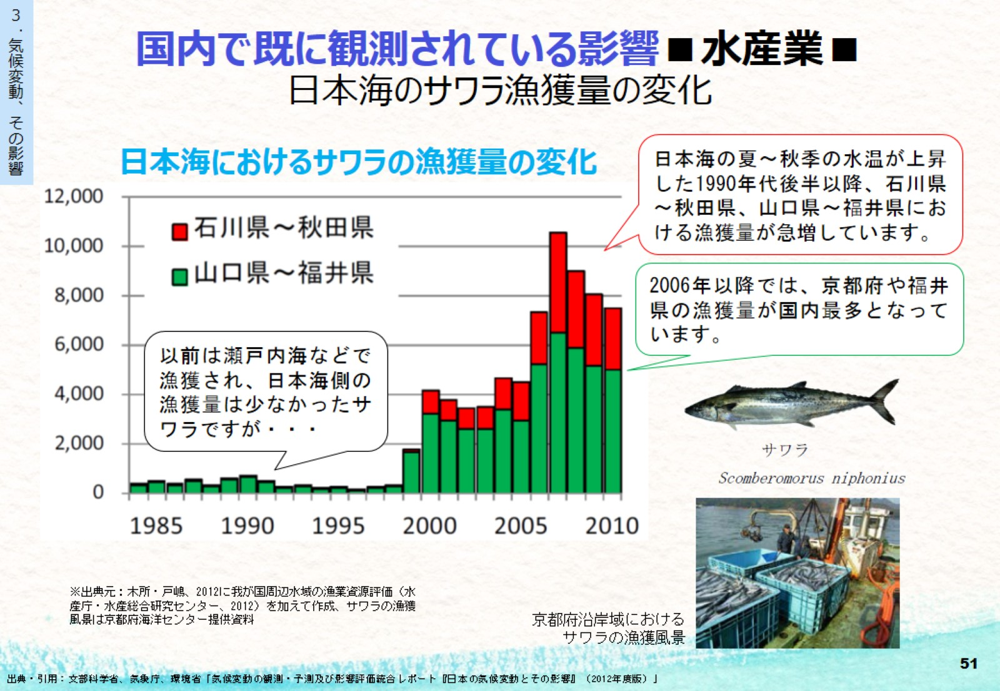 3．気候変動、その影響
国内で既に観測されている影響■水産業■
日本海のサワラ漁獲量の変化
日本海におけるサワラの漁獲量の変化
12,000
10,000
8,000
6,000
4,000
2,000
0
石川県～秋田県
山口県～福井県
以前は瀬戸内海などで
漁獲され、日本海側の
漁獲量は少なかったサ
ワラですが・・・
1985 1990 1995 2000 2005 2010
日本海の夏～秋季の水温が上昇
した1990年代後半以降、石川県
～秋田県、山口県～福井県にお
ける漁獲量が急増しています。
2006年以降では、京都府や福井
県の漁獲量が国内最多となって
います。
サワラ
Scomberomorus niphonius
※出典元：木所・戸嶋、2012に我が国周辺水域の漁業資源評価（水
産庁・水産総合研究センター、2012）を加えて作成、サワラの漁獲
風景は京都府海洋センター提供資料
京都府沿岸域における
サワラの漁獲風景
51
出典・引用：文部科学省、気象庁、環境省「気候変動の観測・予測及び影響評価統合レポート『日本の気候変動とその影響』（2012年度版）」